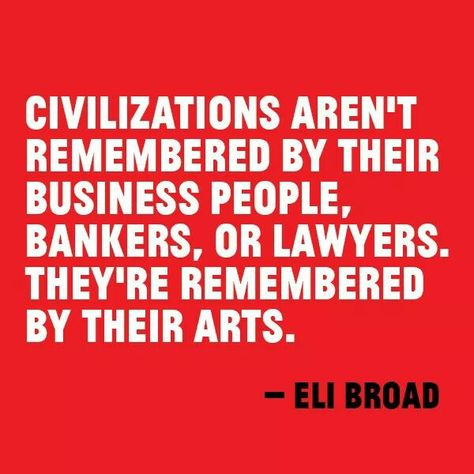 CIVILIZATIONS AREN'T
REMEMBERED BY THEIR
BUSINESS PEOPLE,
BANKERS, OR LAWYERS.
THEY'RE REMEMBERED
BY THEIR ARTS.
– ELI BROAD